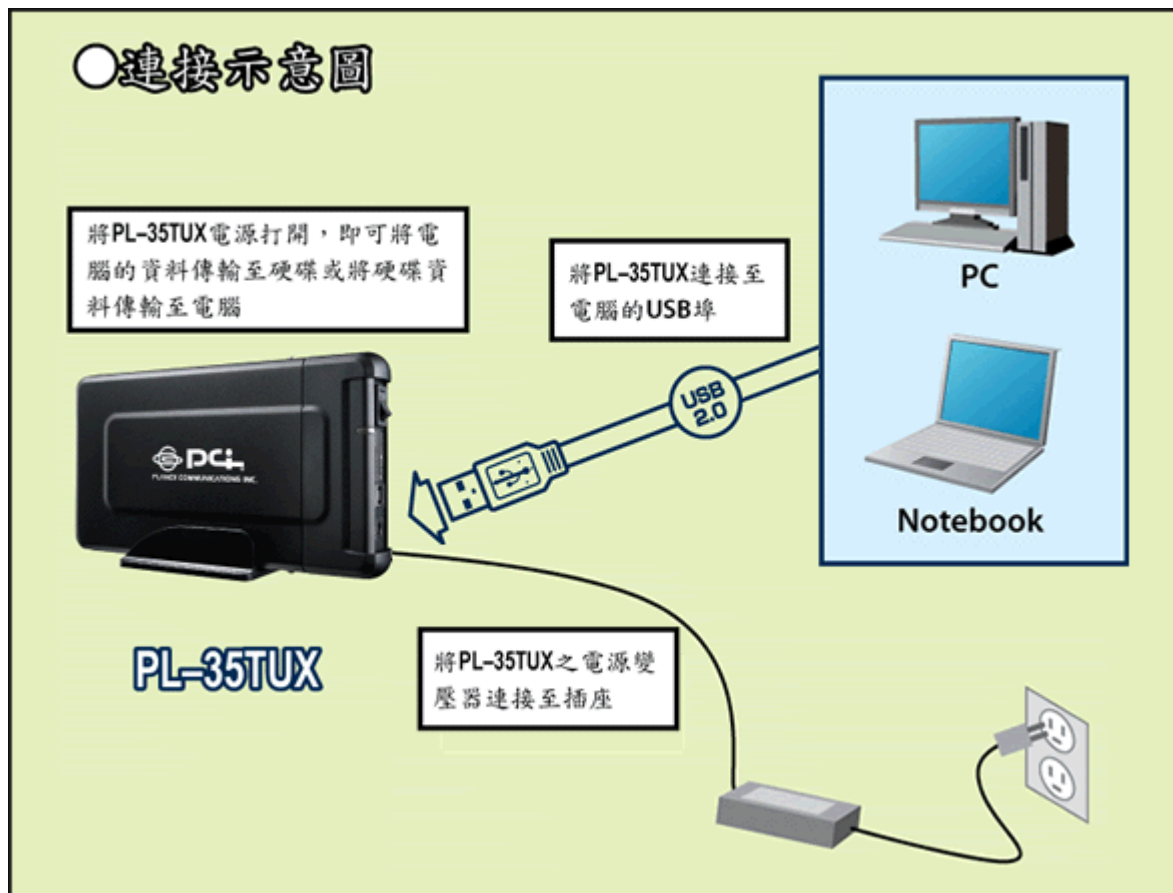 連接示意圖
將PL-35TUX電源打開，即可將電
腦的資料傳輸至硬碟或將硬碟資
料傳輸至電腦
將PL-35TUX連接至
電腦的USB埠
PC
USB
2.0
Notebook
PCi
PLANEX COMMUNICATIONS INC.
PL-35TUX
將PL-35TUX之電源變
壓器連接至插座